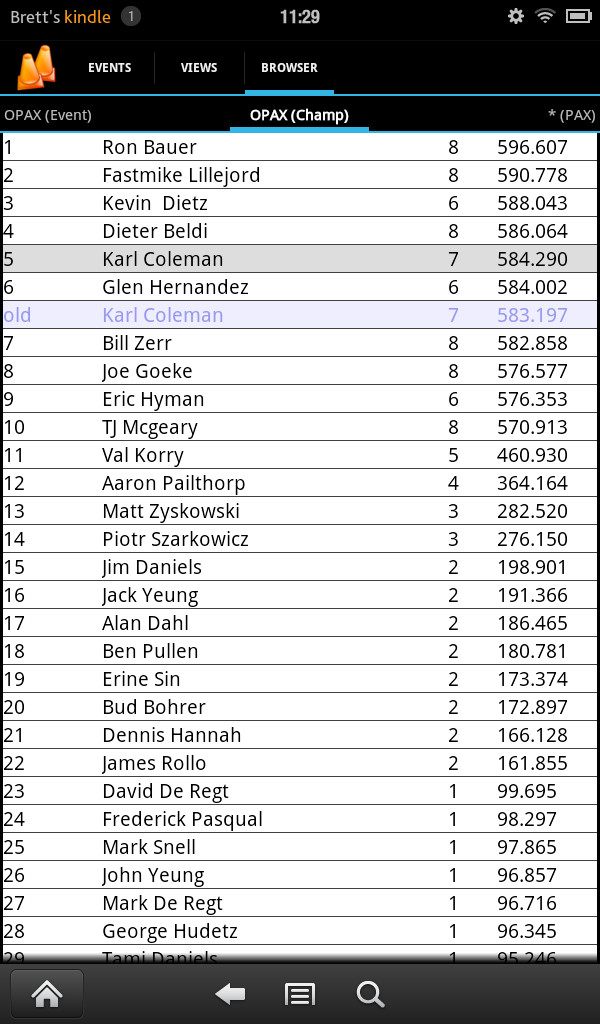 Brett's kindle 1 11:29
EVENTS VIEWS BROWSER
OPAX (Event) OPAX (Champ) * (PAX)
1 Ron Bauer 8 596.607
2 Fastmike Lillejord 8 590.778
3 Kevin Dietz 6 588.043
4 Dieter Beldi 8 586.064
5 Karl Coleman 7 584.290
6 Glen Hernandez 6 584.002
old Karl Coleman 7 583.197
7 Bill Zerr 8 582.858
8 Joe Goeke 8 576.577
9 Eric Hyman 6 576.353
10 TJ Mcgeary 8 570.913
11 Val Korry 5 460.930
12 Aaron Pailthorp 4 364.164
13 Matt Zyskowski 3 282.520
14 Piotr Szarkowicz 3 276.150
15 Jim Daniels 2 198.901
16 Jack Yeung 2 191.366
17 Alan Dahl 2 186.465
18 Ben Pullen 2 180.781
19 Erine Sin 2 173.374
20 Bud Bohrer 2 172.897
21 Dennis Hannah 2 166.128
22 James Rollo 2 161.855
23 David De Regt 1 99.695
24 Frederick Pasqual 1 98.297
25 Mark Snell 1 97.865
26 John Yeung 1 96.857
27 Mark De Regt 1 96.716
28 George Hudetz 1 96.345
29 Tami Daniels 1 95.246